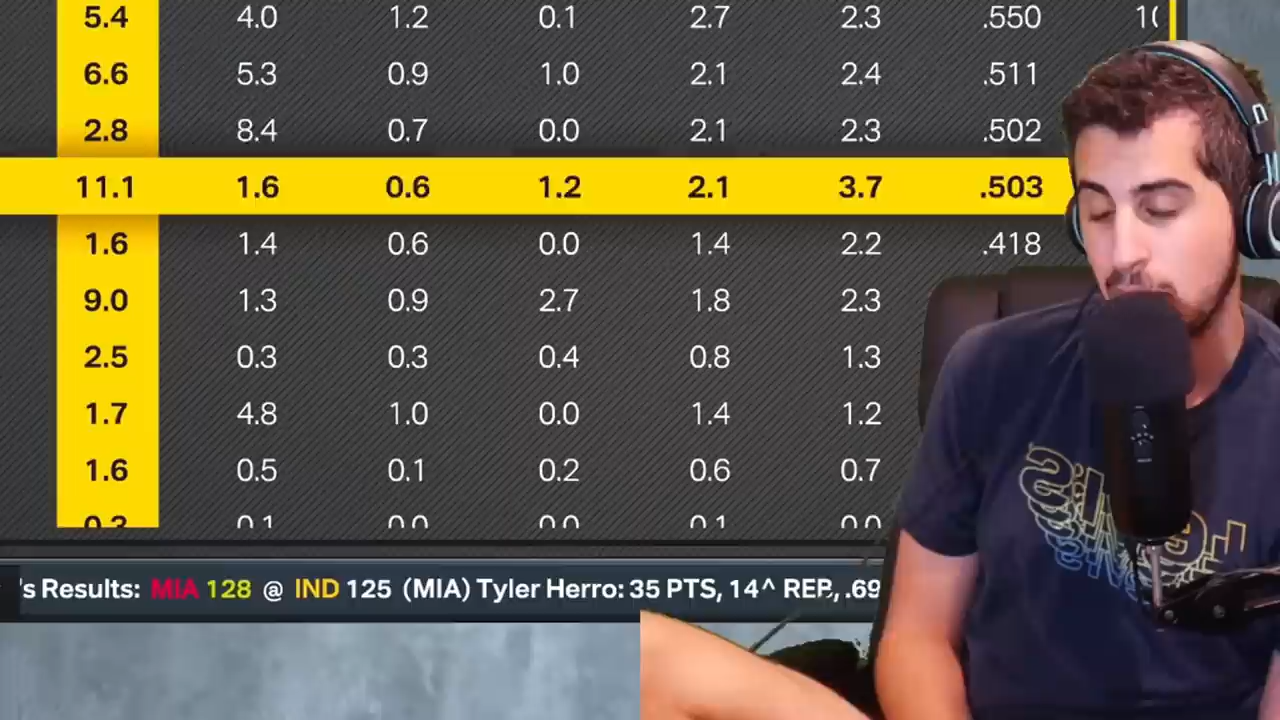 5.4 4.0 1.2 0.1 2.7 2.3 .550
6.6 5.3 0.9 1.0 2.1 2.4 .511
2.8 8.4 0.7 0.0 2.1 2.3 .502
11.1 1.6 0.6 1.2 2.1 3.7 .503
1.6 1.4 0.6 0.0 1.4 2.2 .418
9.0 1.3 0.9 2.7 1.8 2.3
2.5 0.3 0.3 0.4 0.8 1.3
1.7 4.8 1.0 0.0 1.4 1.2
1.6 0.5 0.1 0.2 0.6 0.7
's Results: MIA 128 @ IND 125 (MIA) Tyler Herro: 35 PTS, 14^ REB, .69